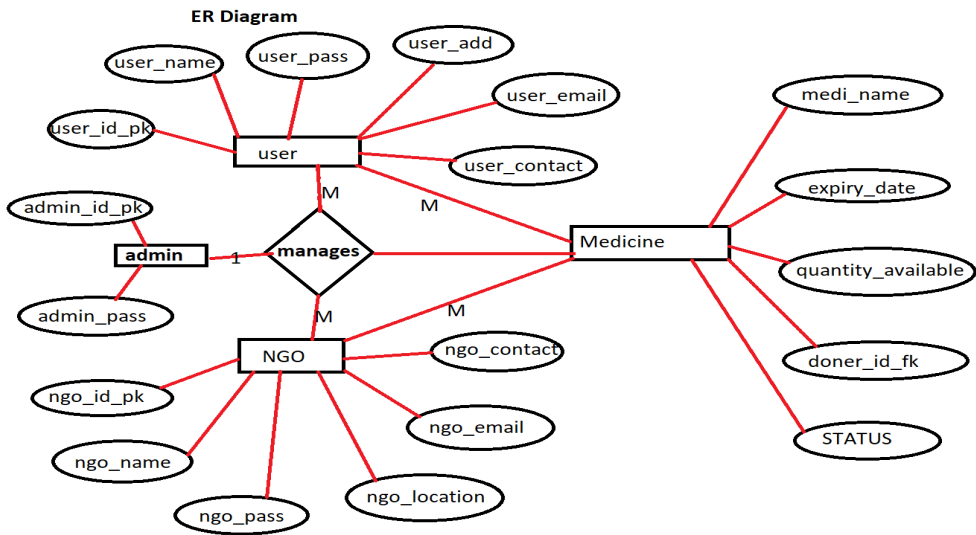 ER Diagram
user_name
user_pass
user_add
user_email
user_id_pk
user
user_contact
medi_name
expiry_date
M
M
admin_id_pk
admin
1
manages
Medicine
quantity_available
admin_pass
M
M
NGO
ngo_contact
doner_id_fk
ngo_id_pk
ngo_email
STATUS
ngo_name
ngo_location
ngo_pass